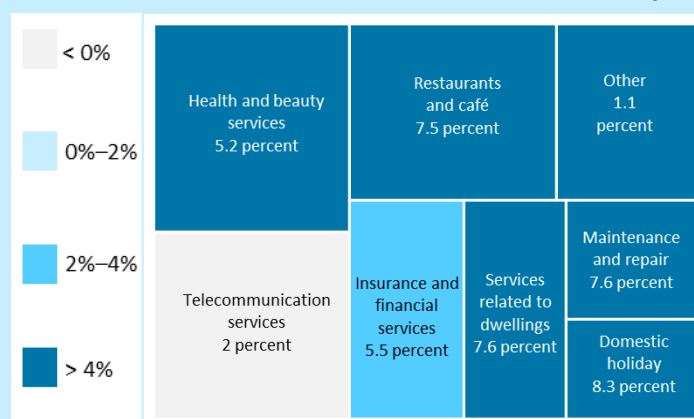 < 0%
0%–2%
2%–4%
> 4%
Health and beauty
services
5.2 percent
Restaurants
and café
7.5 percent
Other
1.1
percent
Telecommunication
services
2 percent
Insurance and
financial
services
5.5 percent
Services
related to
dwellings
7.6 percent
Maintenance
and repair
7.6 percent
Domestic
holiday
8.3 percent